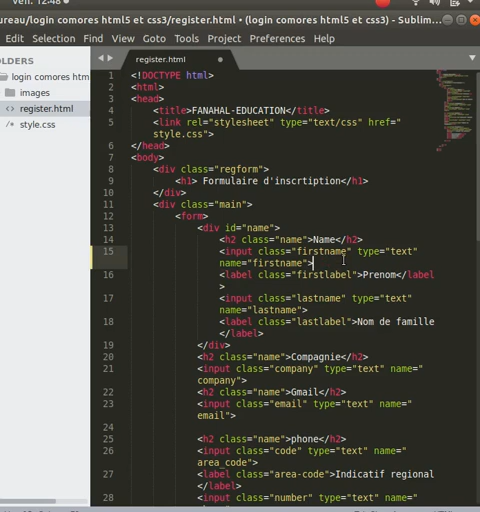 Ven. 12:48
ureau/login comores html5 et css3/register.html • (login comores html5 et css3) - Sublim...
Edit Selection Find View Goto Tools Project Preferences Help
OLDERS
login comores htm
images
register.html
style.css
register.html
1 <!DOCTYPE html>
2 <html>
3 <head>
4 <title>FANAHAL-EDUCATION</title>
5 <link rel="stylesheet" type="text/css" href="
style.css">
6 </head>
7 <body>
8 <div class="regform">
9 <h1> Formulaire d'inscrtiption</h1>
10 </div>
11 <div class="main">
12 <form>
13 <div id="name">
14 <h2 class="name">Name</h2>
15 <input class="firstname" type="text"
name="firstname">
16 <label class="firstlabel">Prenom</label
>
17 <input class="lastname" type="text"
name="lastname">
18 <label class="lastlabel">Nom de famille
</label>
19 </div>
20 <h2 class="name">Compagnie</h2>
21 <input class="company" type="text" name="
company">
22 <h2 class="name">Gmail</h2>
23 <input class="email" type="text" name="
email">
24
25 <h2 class="name">phone</h2>
26 <input class="code" type="text" name="
area_code">
27 <label class="area-code">Indicatif regional
</label>
28 <input class="number" type="text" name="